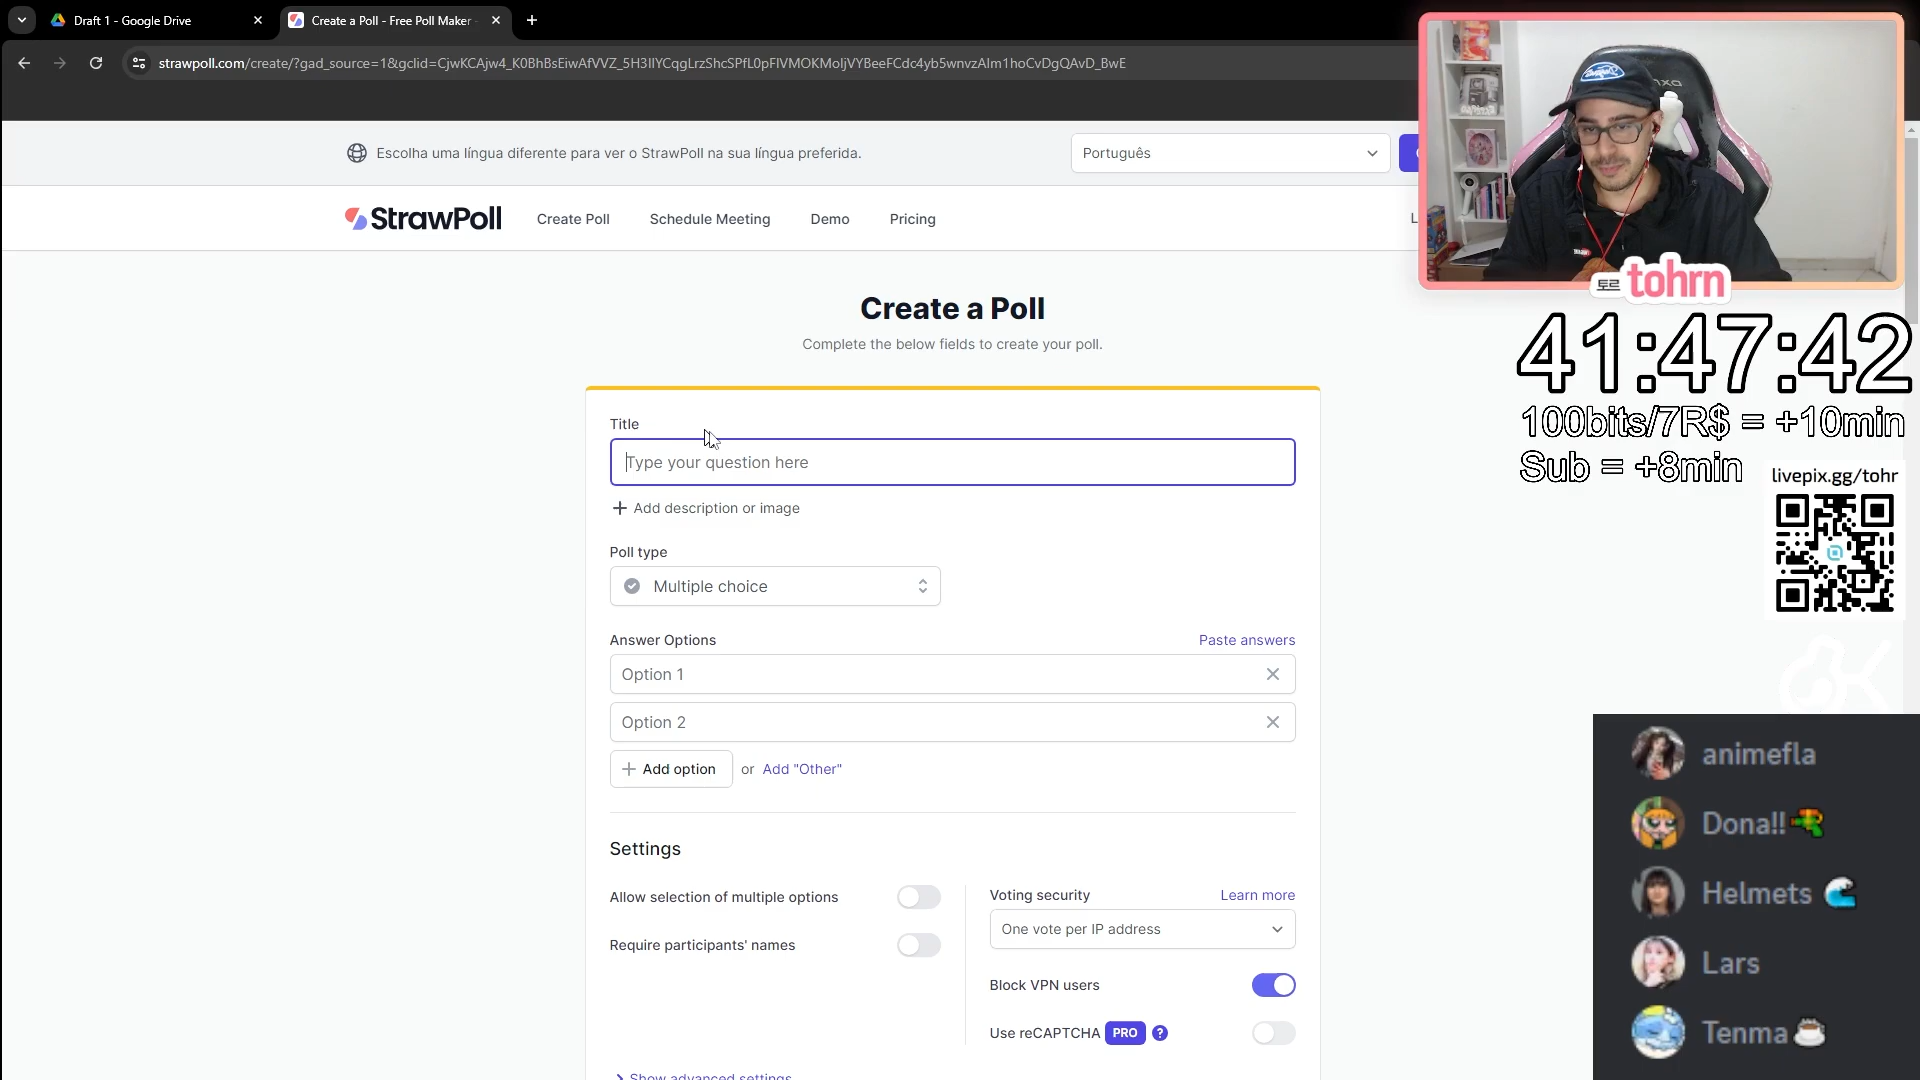 Draft 1 - Google Drive
Create a Poll - Free Poll Maker
strawpoll.com/create/?gad_source=1&gclid=CjwKCAjw4_K0BhBsEiwAfVVZ_5H3IlYCqgLrzShcSPfL0pFlVMOKMoljVYBeeFCdc4yb5wnvzAlm1hoCvDgQAvD_BwE
Escolha uma língua diferente para ver o StrawPoll na sua língua preferida.
Português
StrawPoll
Create Poll
Schedule Meeting
Demo
Pricing
Create a Poll
Complete the below fields to create your poll.
Title
Type your question here
Add description or image
Poll type
Multiple choice
Answer Options
Paste answers
Option 1
Option 2
Add option
or Add "Other"
Settings
Allow selection of multiple options
Require participants' names
Voting security
Learn more
One vote per IP address
Block VPN users
Use reCAPTCHA PRO ?
Show advanced settings
토르 tohrn
41:47:42
100bits/7R$ = +10min
Sub = +8min
livepix.gg/tohr
animefla
Dona!!
Helmets
Lars
Tenma